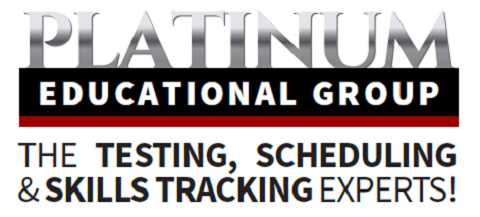 PLATINUM
EDUCATIONAL GROUP
THE TESTING, SCHEDULING
& SKILLS TRACKING EXPERTS!